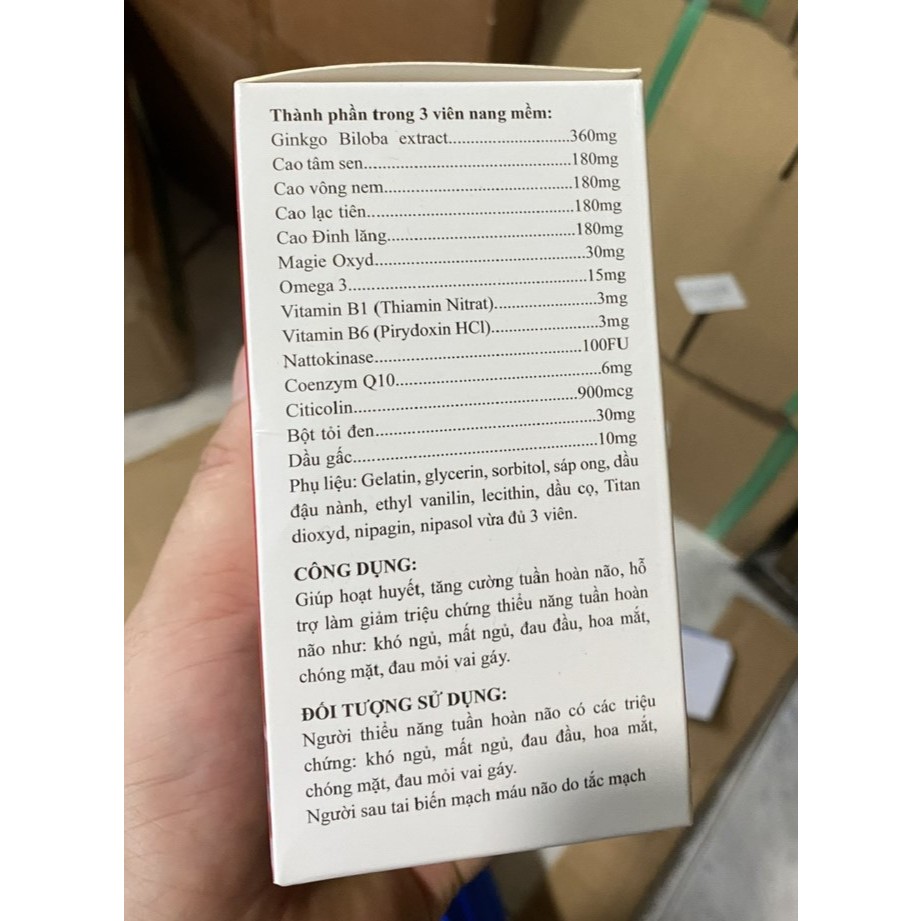 Thành phần trong 3 viên nang mềm:
Ginkgo Biloba extract..........................360mg
Cao tâm sen.............................................180mg
Cao vông nem.........................................180mg
Cao lạc tiên.............................................180mg
Cao Đinh lăng.........................................180mg
Magie Oxyd..............................................30mg
Omega 3....................................................15mg
Vitamin B1 (Thiamin Nitrat)......................3mg
Vitamin B6 (Pirydoxin HCl).......................3mg
Nattokinase.............................................100FU
Coenzym Q10.............................................6mg
Citicolin.................................................900mcg
Bột tỏi đen................................................30mg
Dầu gấc.....................................................10mg
Phụ liệu: Gelatin, glycerin, sorbitol, sáp ong, dầu
đậu nành, ethyl vanilin, lecithin, dầu cọ, Titan
dioxyd, nipagin, nipasol vừa đủ 3 viên.
CÔNG DỤNG:
Giúp hoạt huyết, tăng cường tuần hoàn não, hỗ
trợ làm giảm triệu chứng thiểu năng tuần hoàn
não như: khó ngủ, mất ngủ, đau đầu, hoa mắt,
chóng mặt, đau mỏi vai gáy.
ĐỐI TƯỢNG SỬ DỤNG:
Người thiểu năng tuần hoàn não có các triệu
chứng: khó ngủ, mất ngủ, đau đầu, hoa mắt,
chóng mặt, đau mỏi vai gáy.
Người sau tai biến mạch máu não do tắc mạch